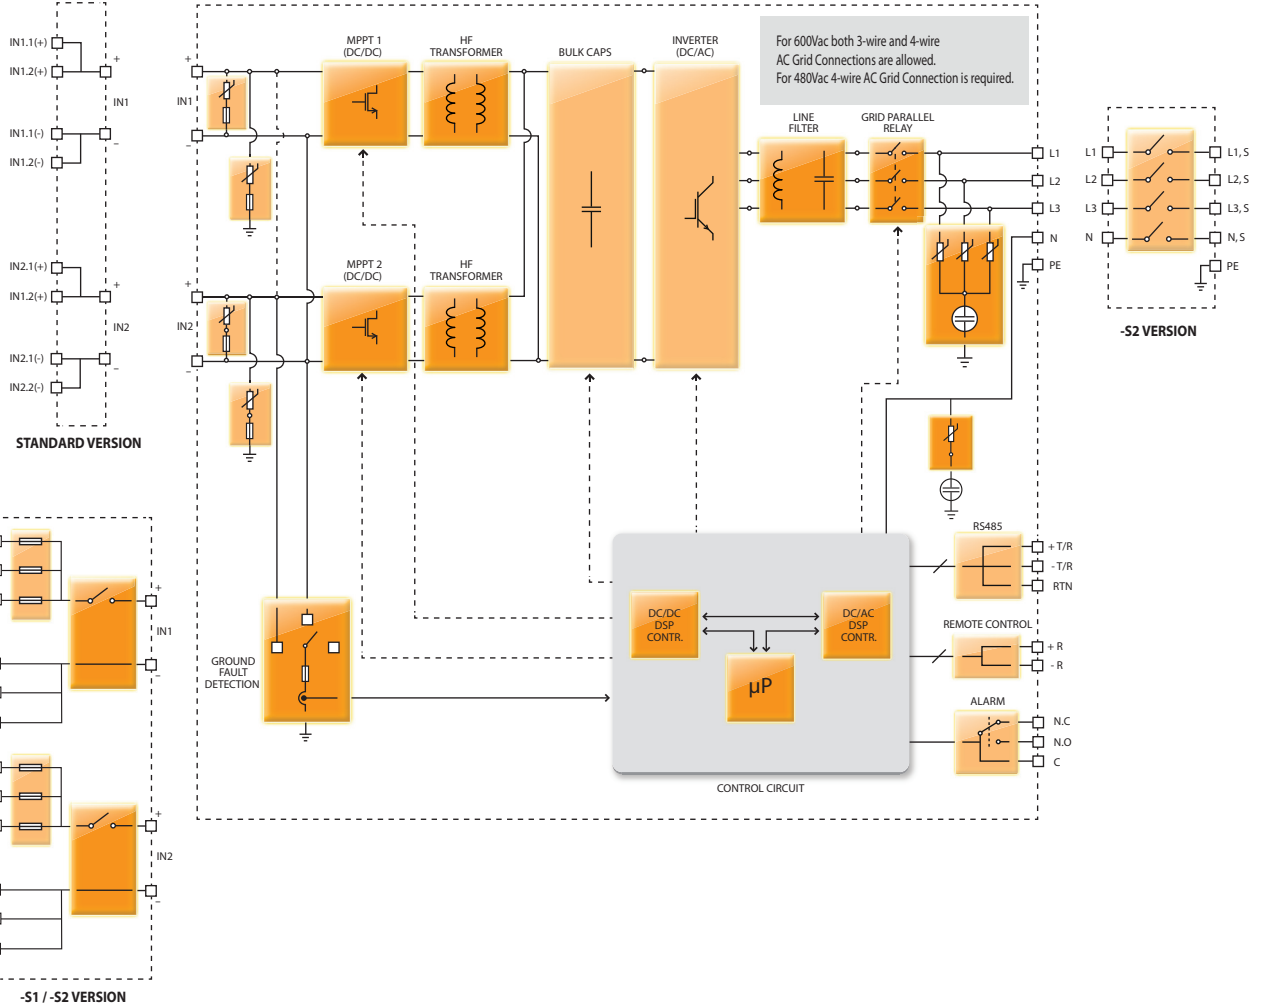 IN1.1(+)
IN1.2(+)
+
IN1
IN1.1(-)
IN1.2(-)
–
IN2.1(+)
IN1.2(+)
+
IN2
IN2.1(-)
IN2.2(-)
–
STANDARD VERSION
+
IN1
–
+
IN2
–
-S1 / -S2 VERSION
+
IN1
–
+
IN2
–
MPPT 1
(DC/DC)
HF
TRANSFORMER
BULK CAPS
INVERTER
(DC/AC)
For 600Vac both 3-wire and 4-wire
AC Grid Connections are allowed.
For 480Vac 4-wire AC Grid Connection is required.
MPPT 2
(DC/DC)
HF
TRANSFORMER
LINE
FILTER
GRID PARALLEL
RELAY
L1
L2
L3
N
PE
L1
L2
L3
N
L1, S
L2, S
L3, S
N, S
PE
-S2 VERSION
GROUND
FAULT
DETECTION
DC/DC
DSP
CONTR.
DC/AC
DSP
CONTR.
µP
CONTROL CIRCUIT
RS485
+ T/R
- T/R
RTN
REMOTE CONTROL
+ R
- R
ALARM
N.C
N.O
C